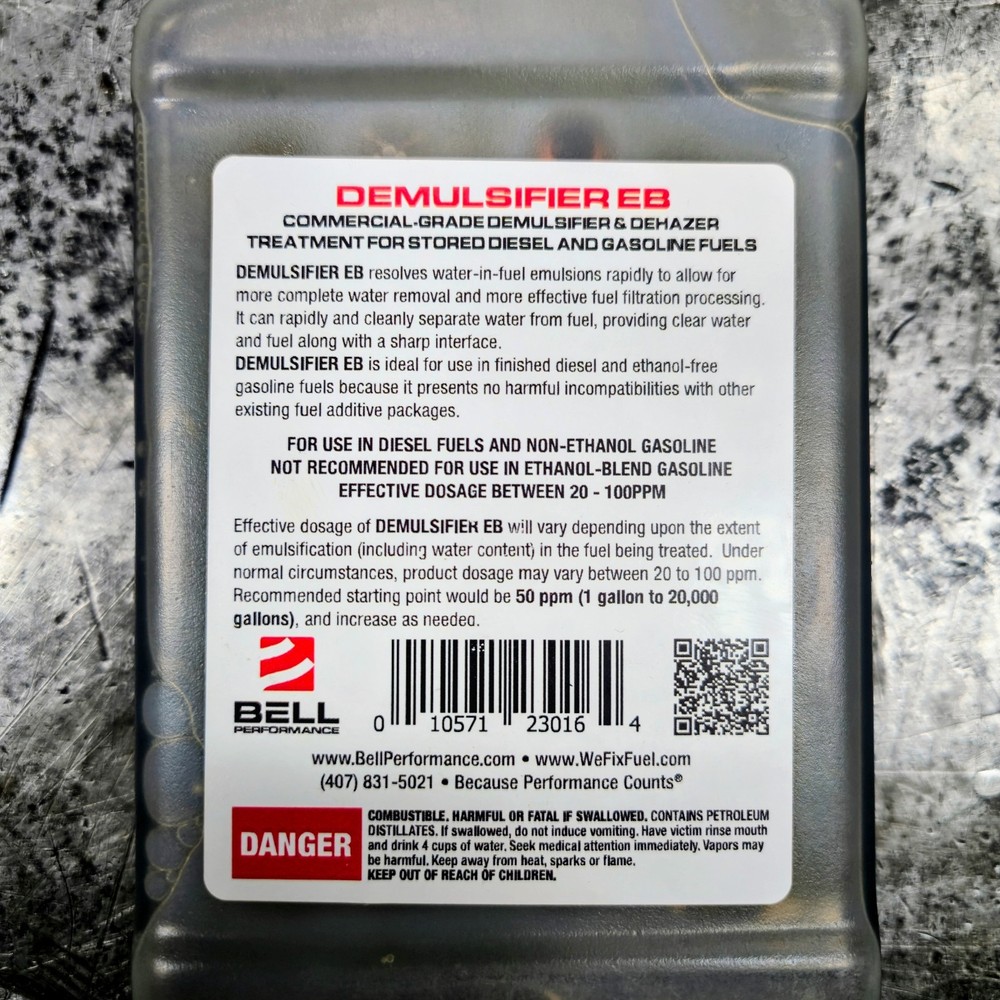 DEMULSIFIER EB
COMMERCIAL-GRADE DEMULSIFIER & DEHAZER
TREATMENT FOR STORED DIESEL AND GASOLINE FUELS
DEMULSIFIER EB resolves water-in-fuel emulsions rapidly to allow for
more complete water removal and more effective fuel filtration processing.
It can rapidly and cleanly separate water from fuel, providing clear water
and fuel along with a sharp interface.
DEMULSIFIER EB is ideal for use in finished diesel and ethanol-free
gasoline fuels because it presents no harmful incompatibilities with other
existing fuel additive packages.
FOR USE IN DIESEL FUELS AND NON-ETHANOL GASOLINE
NOT RECOMMENDED FOR USE IN ETHANOL-BLEND GASOLINE
EFFECTIVE DOSAGE BETWEEN 20 - 100PPM
Effective dosage of DEMULSIFIER EB will vary depending upon the extent
of emulsification (including water content) in the fuel being treated. Under
normal circumstances, product dosage may vary between 20 to 100 ppm.
Recommended starting point would be 50 ppm (1 gallon to 20,000
gallons), and increase as needed.
BELL
PERFORMANCE
0 10571 23016 4
www.BellPerformance.com • www.WeFixFuel.com
(407) 831-5021 • Because Performance Counts®
DANGER
COMBUSTIBLE. HARMFUL OR FATAL IF SWALLOWED. CONTAINS PETROLEUM
DISTILLATES. If swallowed, do not induce vomiting. Have victim rinse mouth
and drink 4 cups of water. Seek medical attention immediately. Vapors may
be harmful. Keep away from heat, sparks or flame.
KEEP OUT OF REACH OF CHILDREN.